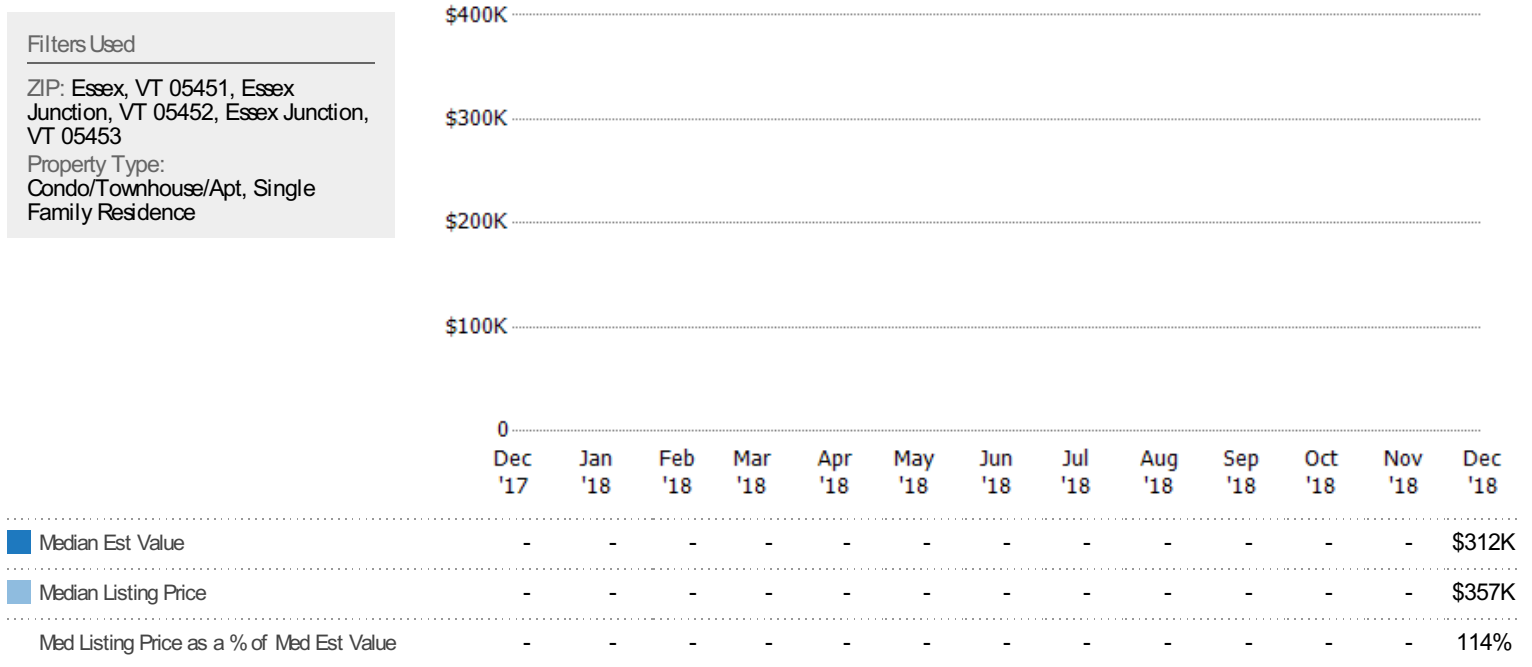 Filters Used
ZIP: Essex, VT 05451, Essex
Junction, VT 05452, Essex Junction,
VT 05453
Property Type:
Condo/Townhouse/Apt, Single
Family Residence
$400K
$300K
$200K
$100K
0
Dec Jan Feb Mar Apr May Jun Jul Aug Sep Oct Nov Dec
'17 '18 '18 '18 '18 '18 '18 '18 '18 '18 '18 '18 '18
Median Est Value - - - - - - - - - - - - $312K
Median Listing Price - - - - - - - - - - - - $357K
Med Listing Price as a % of Med Est Value - - - - - - - - - - - - 114%